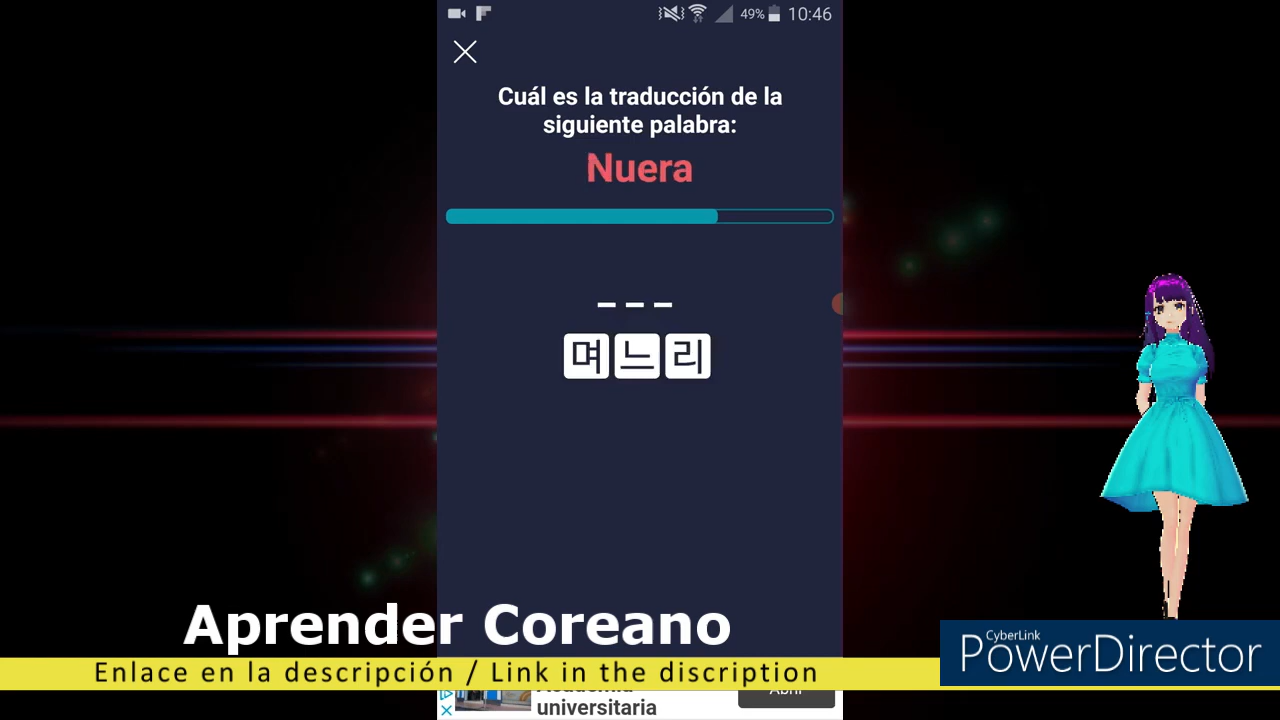 49% 10:46
Cuál es la traducción de la
siguiente palabra:
Nuera
며 느 리
Aprender Coreano
Enlace en la descripción / Link in the discription
CyberLink
PowerDirector
universitaria